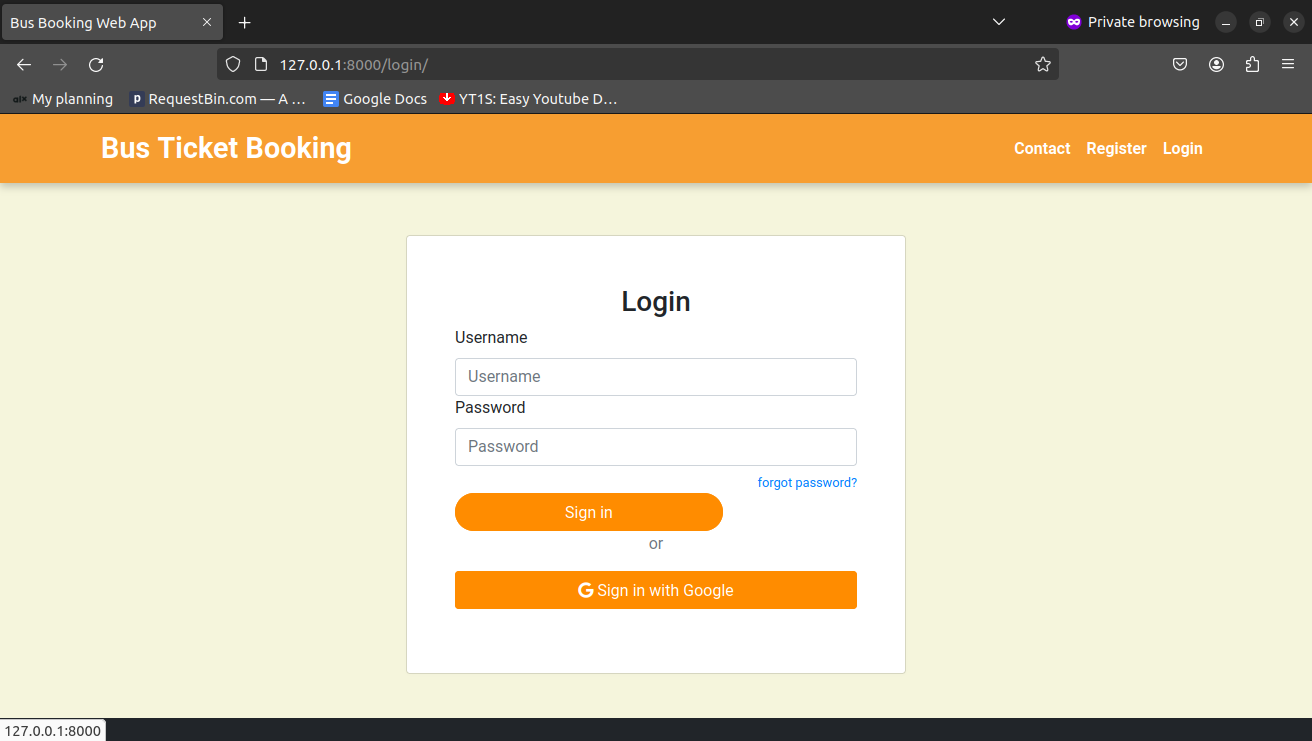 Bus Booking Web App
Private browsing
127.0.0.1:8000/login/
My planning RequestBin.com — A … Google Docs YT1S: Easy Youtube D…
Bus Ticket Booking Contact Register Login
Login
Username
Username
Password
Password
forgot password?
Sign in
or
Sign in with Google
127.0.0.1:8000